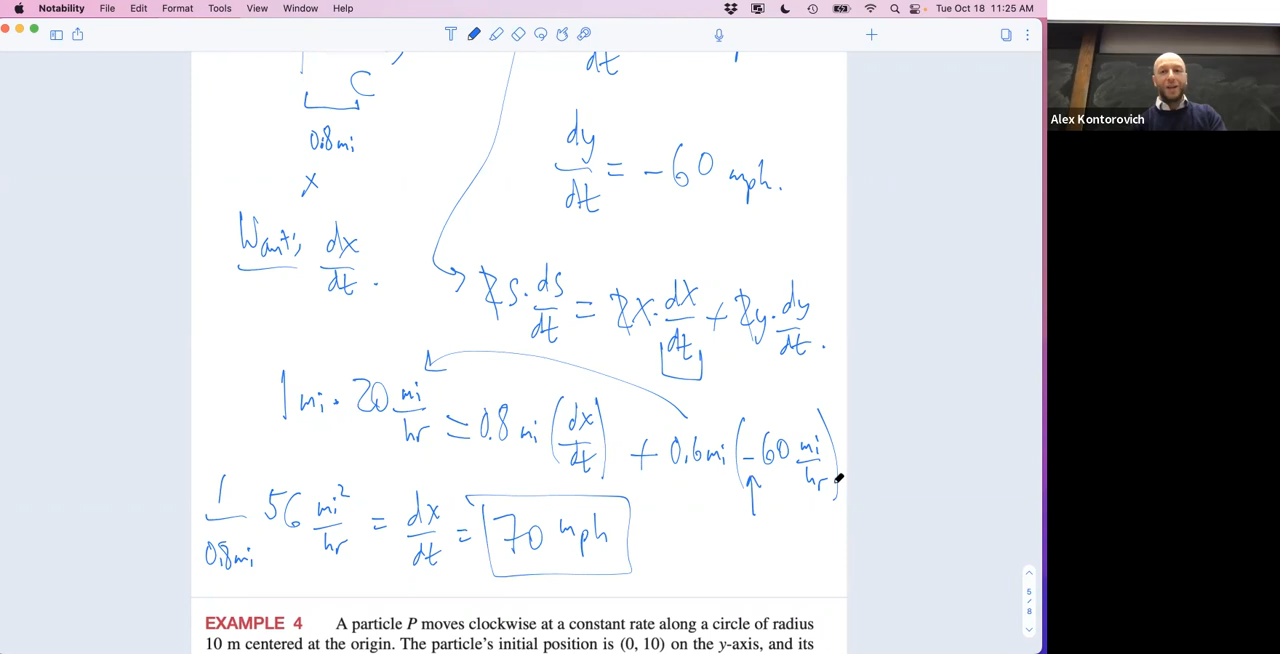 Notability File Edit Format Tools View Window Help Tue Oct 18 11:25 AM
Alex Kontorovich
C
dt
0.8 mi
x
dy/dt = -60 mph.
Want: dx/dt.
2s · ds/dt = 2x · dx/dt + 2y · dy/dt.
1 mi · 20 mi/hr = 0.8 mi (dx/dt) + 0.6 mi (-60 mi/hr)
1/0.8mi 56 mi²/hr = dx/dt = 70 mph
EXAMPLE 4 A particle P moves clockwise at a constant rate along a circle of radius
10 m centered at the origin. The particle's initial position is (0, 10) on the y-axis, and its
5
/
8